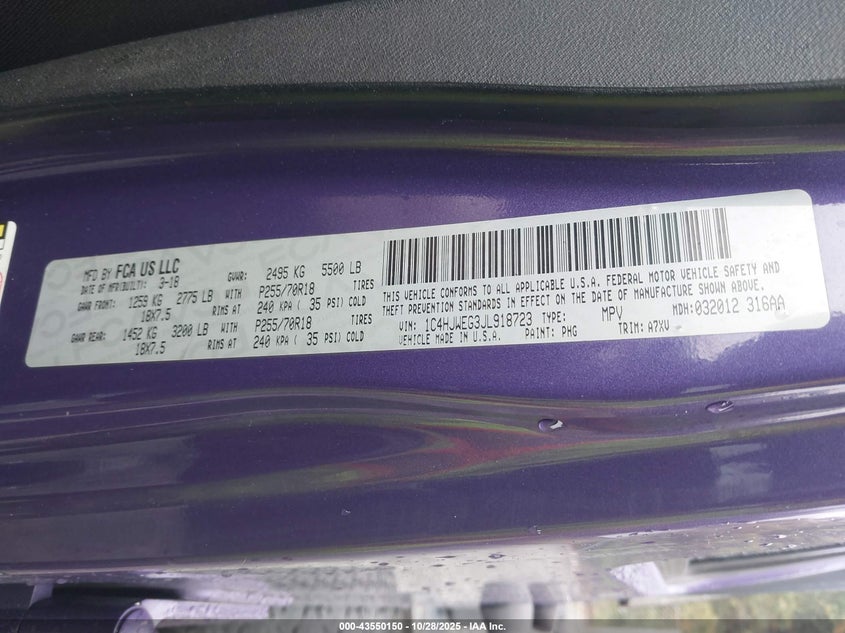 MFD BY FCA US LLC
DATE OF MFR/BUILT: 3-18 GVWR: 2495 KG 5500 LB
GAWR FRONT: 1259 KG 2775 LB WITH P255/70R18 TIRES
18X7.5 RIMS AT 240 KPA ( 35 PSI) COLD
GAWR REAR: 1452 KG 3200 LB WITH P255/70R18 TIRES
18X7.5 RIMS AT 240 KPA ( 35 PSI) COLD
THIS VEHICLE CONFORMS TO ALL APPLICABLE U.S.A. FEDERAL MOTOR VEHICLE SAFETY AND
THEFT PREVENTION STANDARDS IN EFFECT ON THE DATE OF MANUFACTURE SHOWN ABOVE.
VIN: 1C4HJWEG3JL918723 TYPE: MPV MDH: 032012 316AA
VEHICLE MADE IN U.S.A. PAINT: PHG TRIM: A7XV
000-43550150 - 10/28/2025 - IAA Inc.